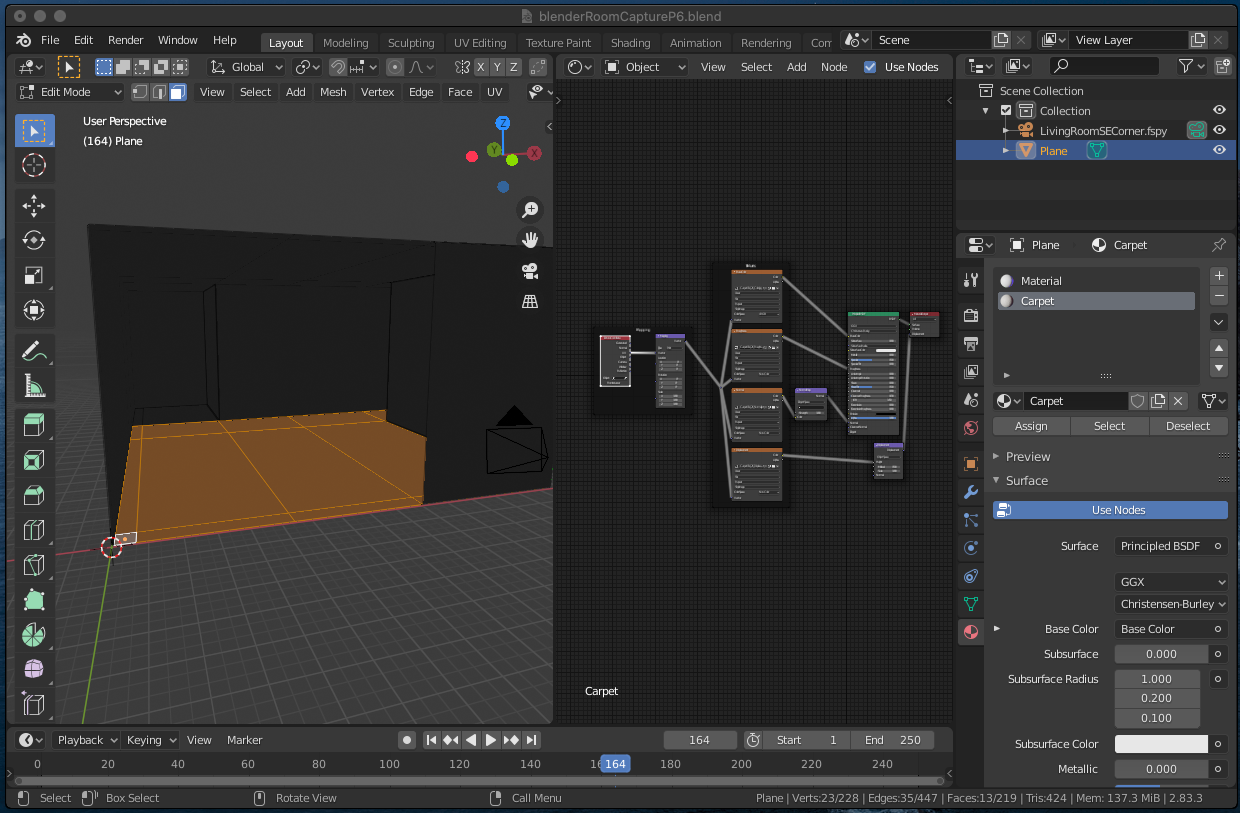 blenderRoomCaptureP6.blend
File Edit Render Window Help Layout Modeling Sculpting UV Editing Texture Paint Shading Animation Rendering Com Scene View Layer
Global X Y Z Object View Select Add Node Use Nodes
Edit Mode View Select Add Mesh Vertex Edge Face UV
Scene Collection
Collection
LivingRoomSECorner.fspy
Plane
User Perspective
(164) Plane
Z
Y X
Plane Carpet
Material
Carpet
Carpet
Assign Select Deselect
Preview
Surface
Use Nodes
Surface Principled BSDF
GGX
Christensen-Burley
Base Color Base Color
Subsurface 0.000
Subsurface Radius 1.000
0.200
0.100
Subsurface Color
Metallic 0.000
Carpet
Playback Keying View Marker 164 Start 1 End 250
0 20 40 60 80 100 120 140 16 164 180 200 220 240
Select Box Select Rotate View Call Menu Plane | Verts:23/228 | Edges:35/447 | Faces:13/219 | Tris:424 | Mem: 137.3 MiB | 2.83.3